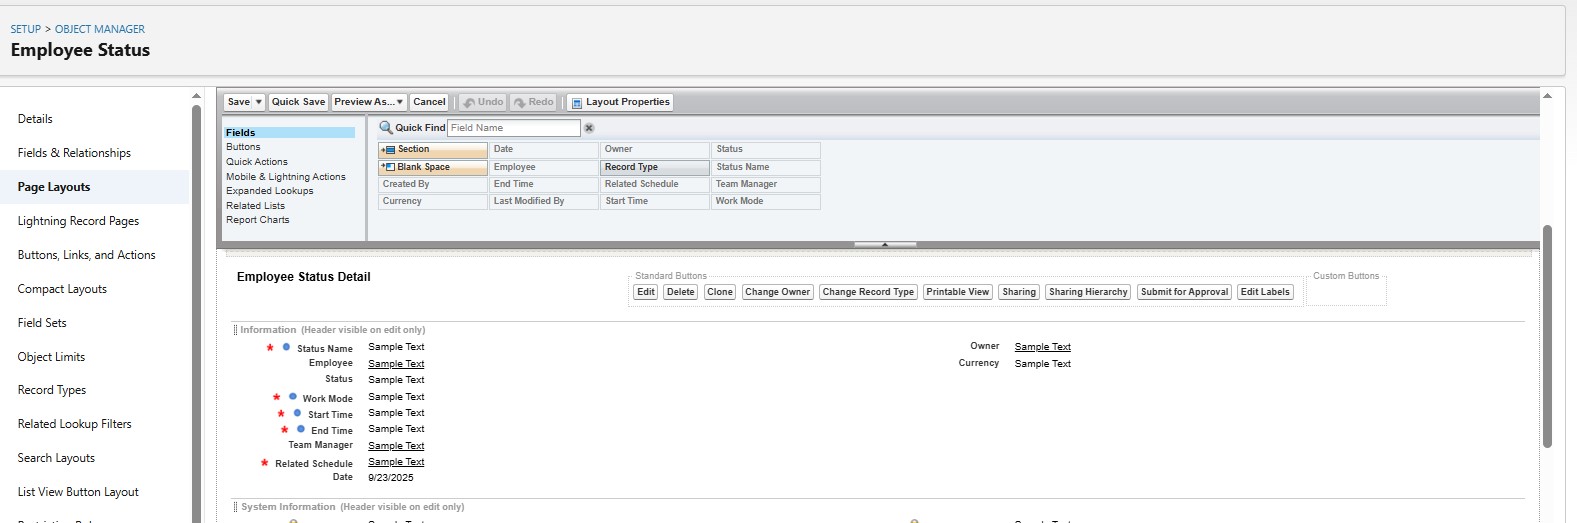 SETUP > OBJECT MANAGER
Employee Status
Details
Fields & Relationships
Page Layouts
Lightning Record Pages
Buttons, Links, and Actions
Compact Layouts
Field Sets
Object Limits
Record Types
Related Lookup Filters
Search Layouts
List View Button Layout
Save Quick Save Preview As... Cancel Undo Redo Layout Properties
Fields
Buttons
Quick Actions
Mobile & Lightning Actions
Expanded Lookups
Related Lists
Report Charts
Quick Find Field Name
Section Date Owner Status
Blank Space Employee Record Type Status Name
Created By End Time Related Schedule Team Manager
Currency Last Modified By Start Time Work Mode
Employee Status Detail
Standard Buttons
Edit Delete Clone Change Owner Change Record Type Printable View Sharing Sharing Hierarchy Submit for Approval Edit Labels
Custom Buttons
Information (Header visible on edit only)
* Status Name Sample Text Owner Sample Text
Employee Sample Text Currency Sample Text
Status Sample Text
* Work Mode Sample Text
* Start Time Sample Text
* End Time Sample Text
Team Manager Sample Text
* Related Schedule Sample Text
Date 9/23/2025
System Information (Header visible on edit only)